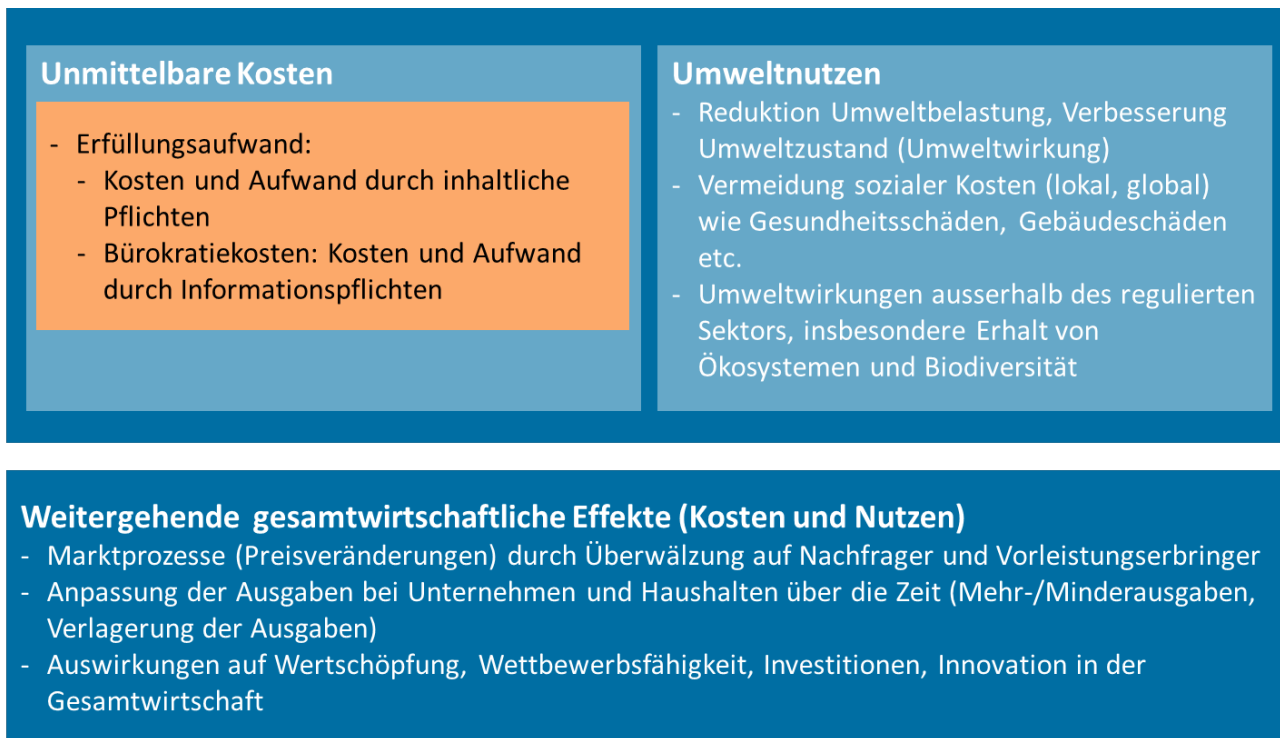 Unmittelbare Kosten
- Erfüllungsaufwand:
- Kosten und Aufwand durch inhaltliche
Pflichten
- Bürokratiekosten: Kosten und Aufwand
durch Informationspflichten
Umweltnutzen
- Reduktion Umweltbelastung, Verbesserung
Umweltzustand (Umweltwirkung)
- Vermeidung sozialer Kosten (lokal, global)
wie Gesundheitsschäden, Gebäudeschäden
etc.
- Umweltwirkungen ausserhalb des regulierten
Sektors, insbesondere Erhalt von
Ökosystemen und Biodiversität
Weitergehende gesamtwirtschaftliche Effekte (Kosten und Nutzen)
- Marktprozesse (Preisveränderungen) durch Überwälzung auf Nachfrager und Vorleistungserbringer
- Anpassung der Ausgaben bei Unternehmen und Haushalten über die Zeit (Mehr-/Minderausgaben,
Verlagerung der Ausgaben)
- Auswirkungen auf Wertschöpfung, Wettbewerbsfähigkeit, Investitionen, Innovation in der
Gesamtwirtschaft